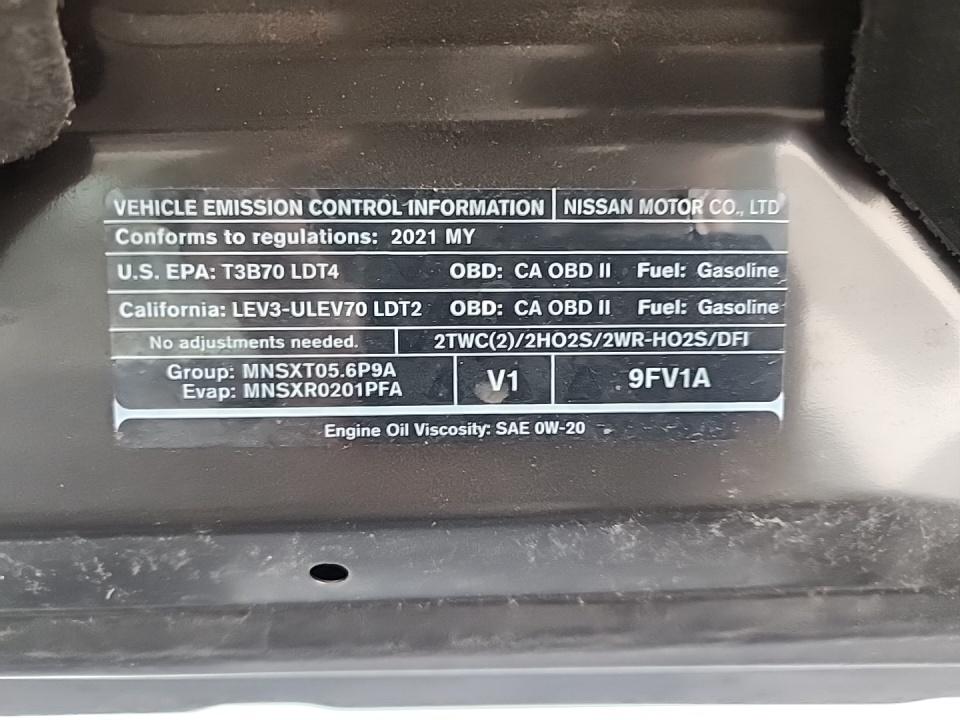 VEHICLE EMISSION CONTROL INFORMATION NISSAN MOTOR CO., LTD
Conforms to regulations: 2021 MY
U.S. EPA: T3B70 LDT4 OBD: CA OBD II Fuel: Gasoline
California: LEV3-ULEV70 LDT2 OBD: CA OBD II Fuel: Gasoline
No adjustments needed. 2TWC(2)/2HO2S/2WR-HO2S/DFI
Group: MNSXT05.6P9A
Evap: MNSXR0201PFA
V1
9FV1A
Engine Oil Viscosity: SAE 0W-20